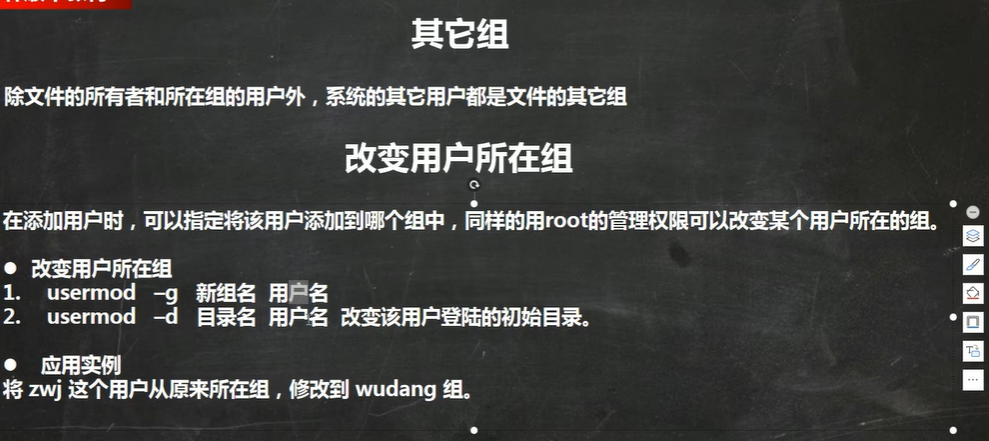 其它组
除文件的所有者和所在组的用户外，系统的其它用户都是文件的其它组
改变用户所在组
在添加用户时，可以指定将该用户添加到哪个组中，同样的用root的管理权限可以改变某个用户所在的组。
● 改变用户所在组
1. usermod –g 新组名 用户名
2. usermod –d 目录名 用户名 改变该用户登陆的初始目录。
● 应用实例
将 zwj 这个用户从原来所在组，修改到 wudang 组。